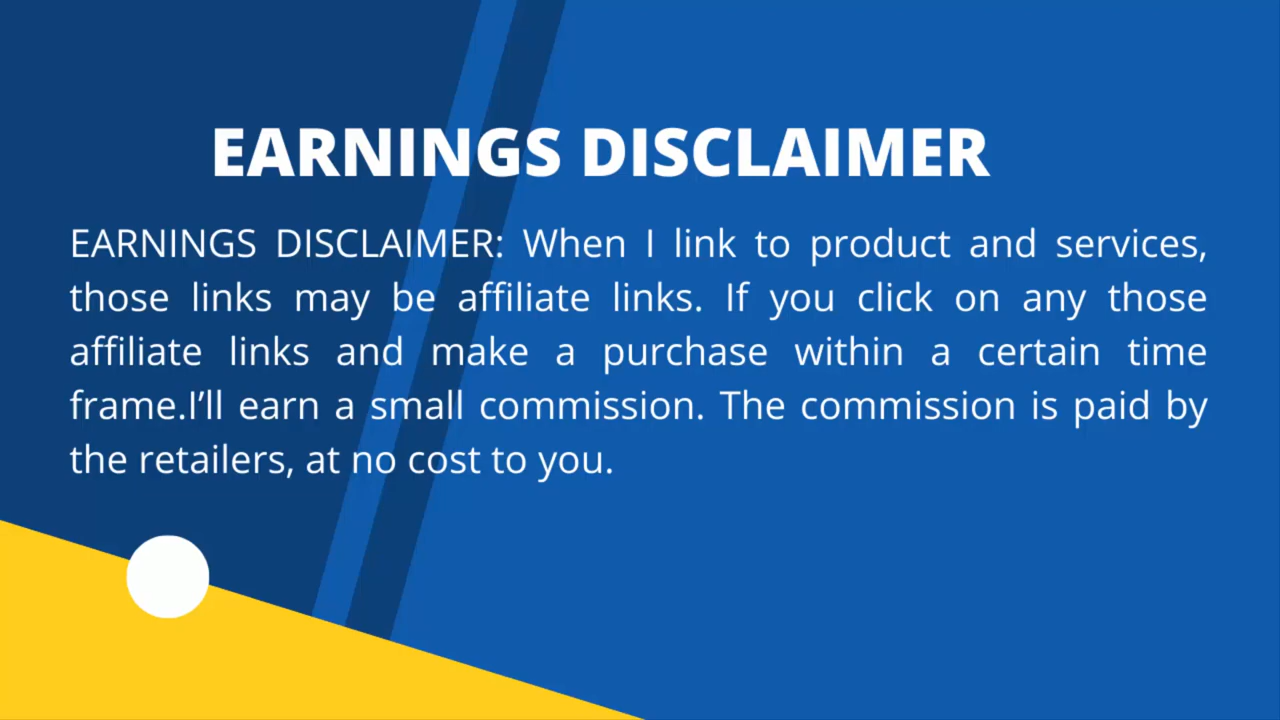 EARNINGS DISCLAIMER
EARNINGS DISCLAIMER: When I link to product and services,
those links may be affiliate links. If you click on any those
affiliate links and make a purchase within a certain time
frame.I’ll earn a small commission. The commission is paid by
the retailers, at no cost to you.